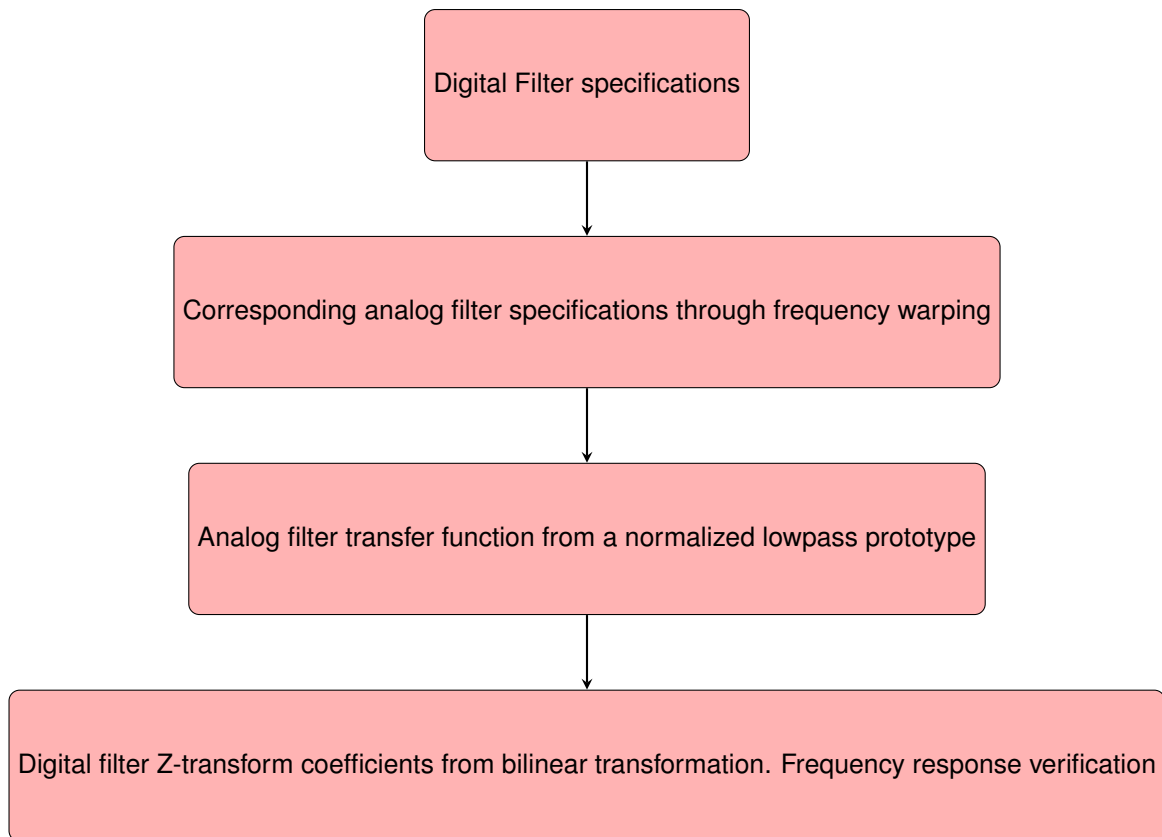 Digital Filter specifications
Corresponding analog filter specifications through frequency warping
Analog filter transfer function from a normalized lowpass prototype
Digital filter Z-transform coefficients from bilinear transformation. Frequency response verification